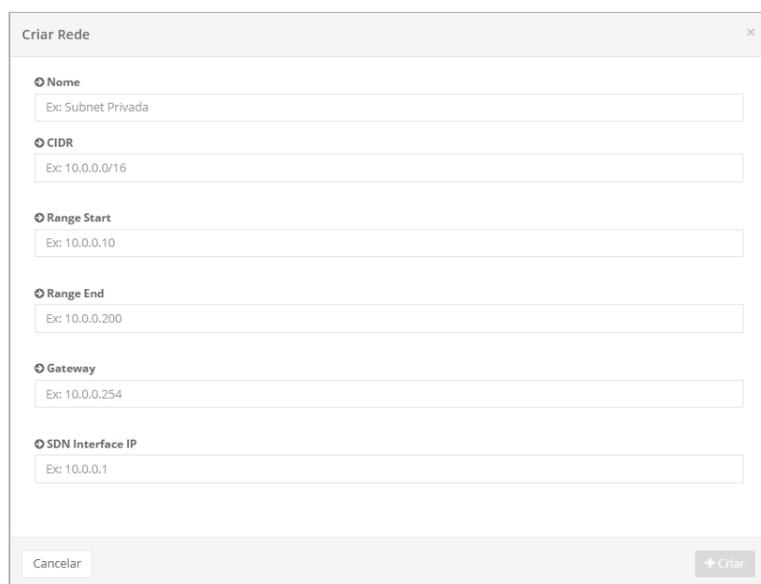 Criar Rede ×
Nome
Ex: Subnet Privada
CIDR
Ex: 10.0.0.0/16
Range Start
Ex: 10.0.0.10
Range End
Ex: 10.0.0.200
Gateway
Ex: 10.0.0.254
SDN Interface IP
Ex: 10.0.0.1
Cancelar
+ Criar